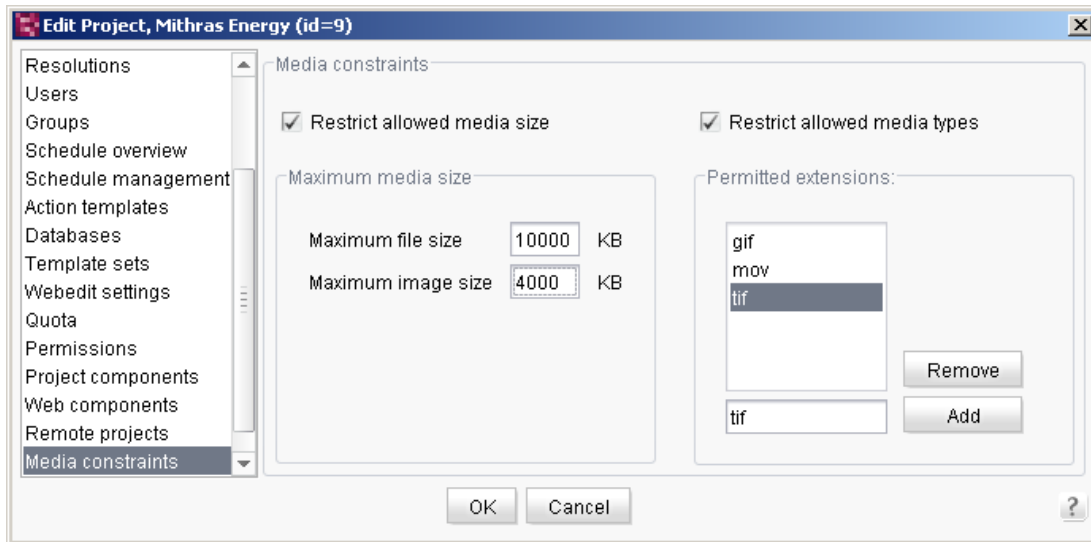 Edit Project, Mithras Energy (id=9)
Resolutions
Users
Groups
Schedule overview
Schedule management
Action templates
Databases
Template sets
Webedit settings
Quota
Permissions
Project components
Web components
Remote projects
Media constraints
Media constraints
Restrict allowed media size
Restrict allowed media types
Maximum media size
Maximum file size 10000 KB
Maximum image size 4000 KB
Permitted extensions:
gif
mov
tif
Remove
tif
Add
OK Cancel
?